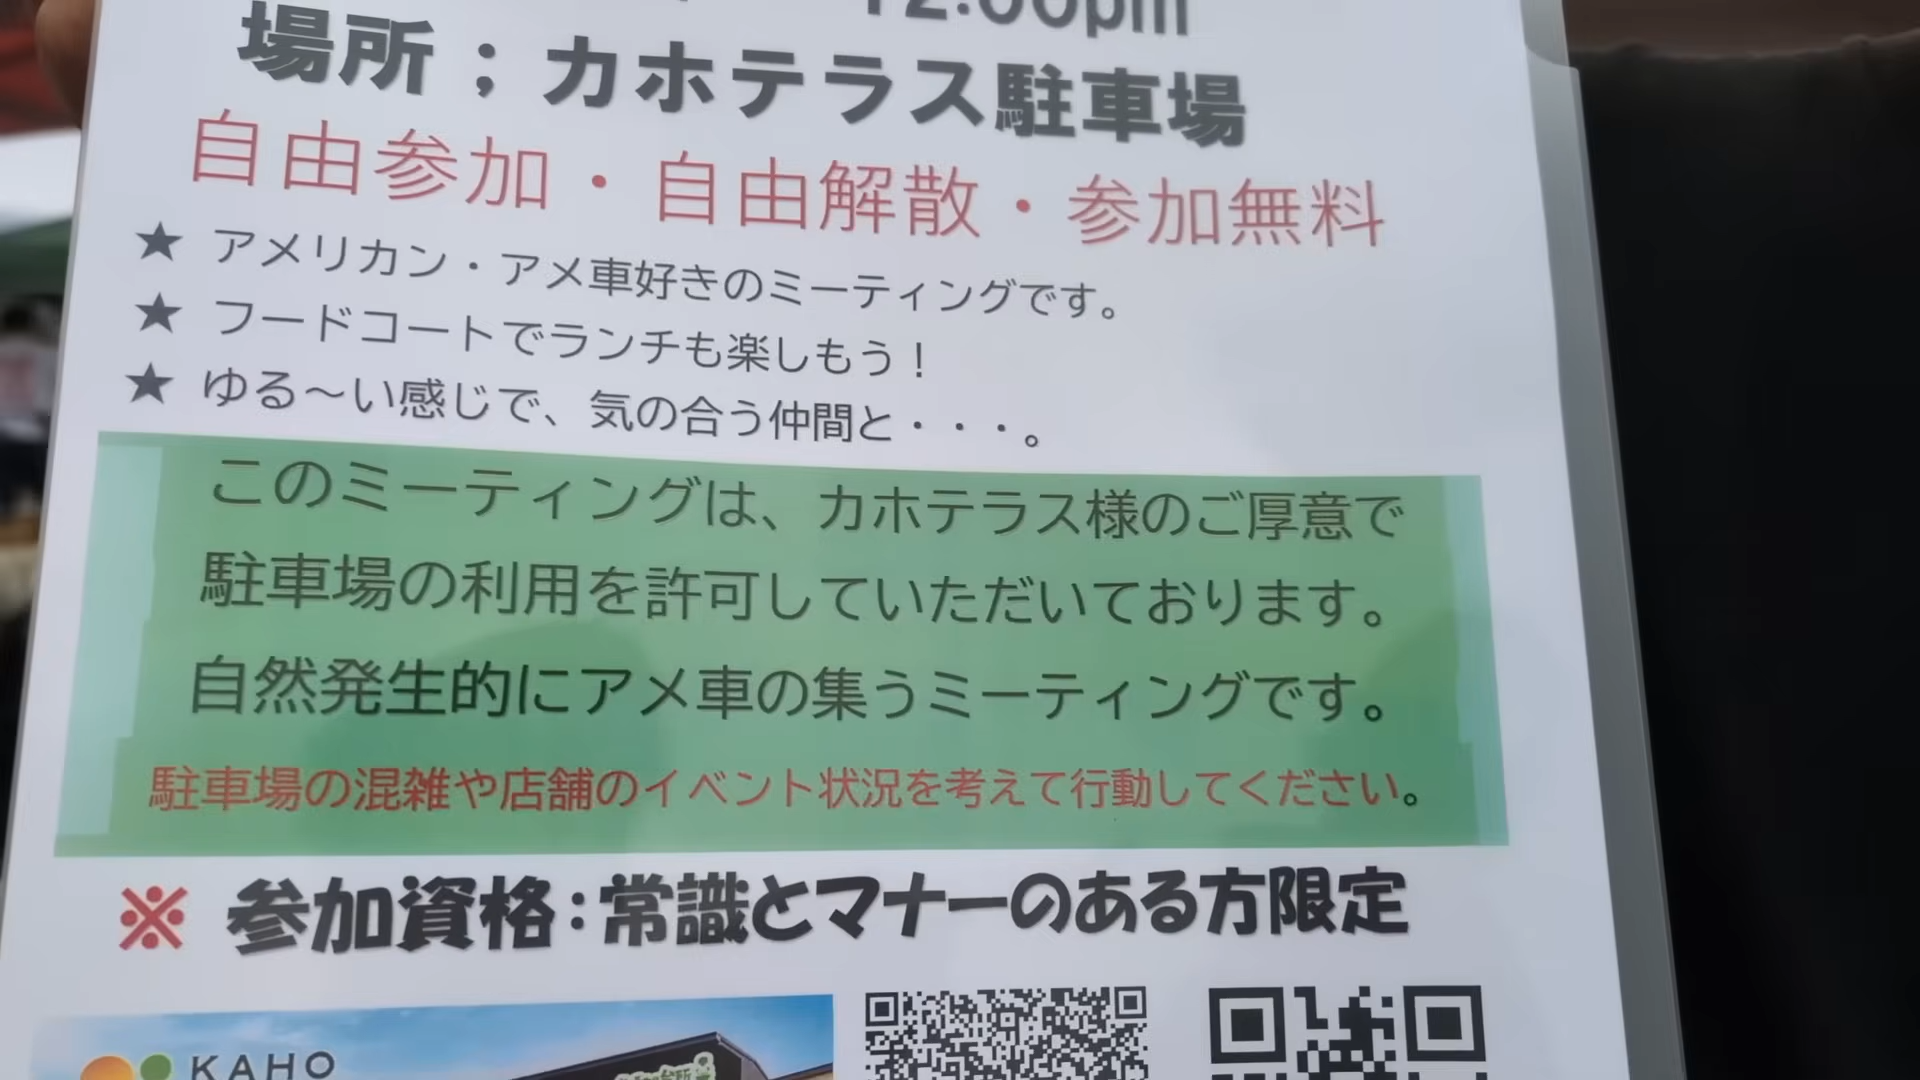 12:00pm
場所；カホテラス駐車場
自由参加・自由解散・参加無料
★ アメリカン・アメ車好きのミーティングです。
★ フードコートでランチも楽しもう！
★ ゆる～い感じで、気の合う仲間と・・・。
このミーティングは、カホテラス様のご厚意で
駐車場の利用を許可していただいております。
自然発生的にアメ車の集うミーティングです。
駐車場の混雑や店舗のイベント状況を考えて行動してください。
※ 参加資格：常識とマナーのある方限定
KAHO